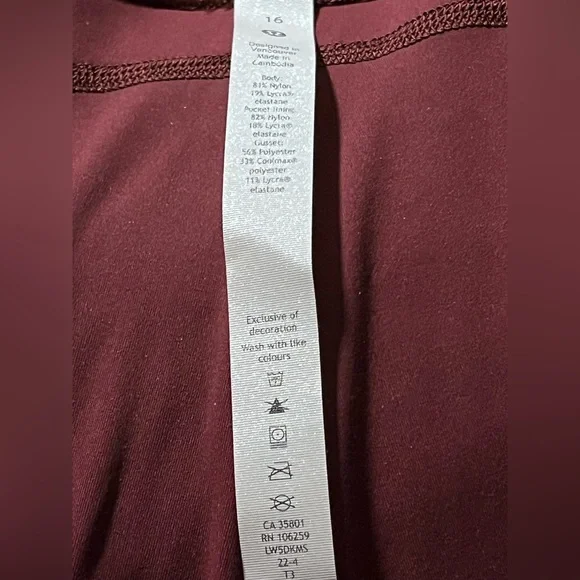 16
Designed in
Vancouver
Made in
Cambodia
Body
81% Nylon
19% Lycra®
elastane
Pocket lining
82% Nylon
18% Lycra®
elastane
Gusset
56% Polyester
33% Coolmax®
polyester
11% Lycra®
elastane
Exclusive of
decoration
Wash with like
colours
CA 35801
RN 106259
LW5DKMS
22-4
T3